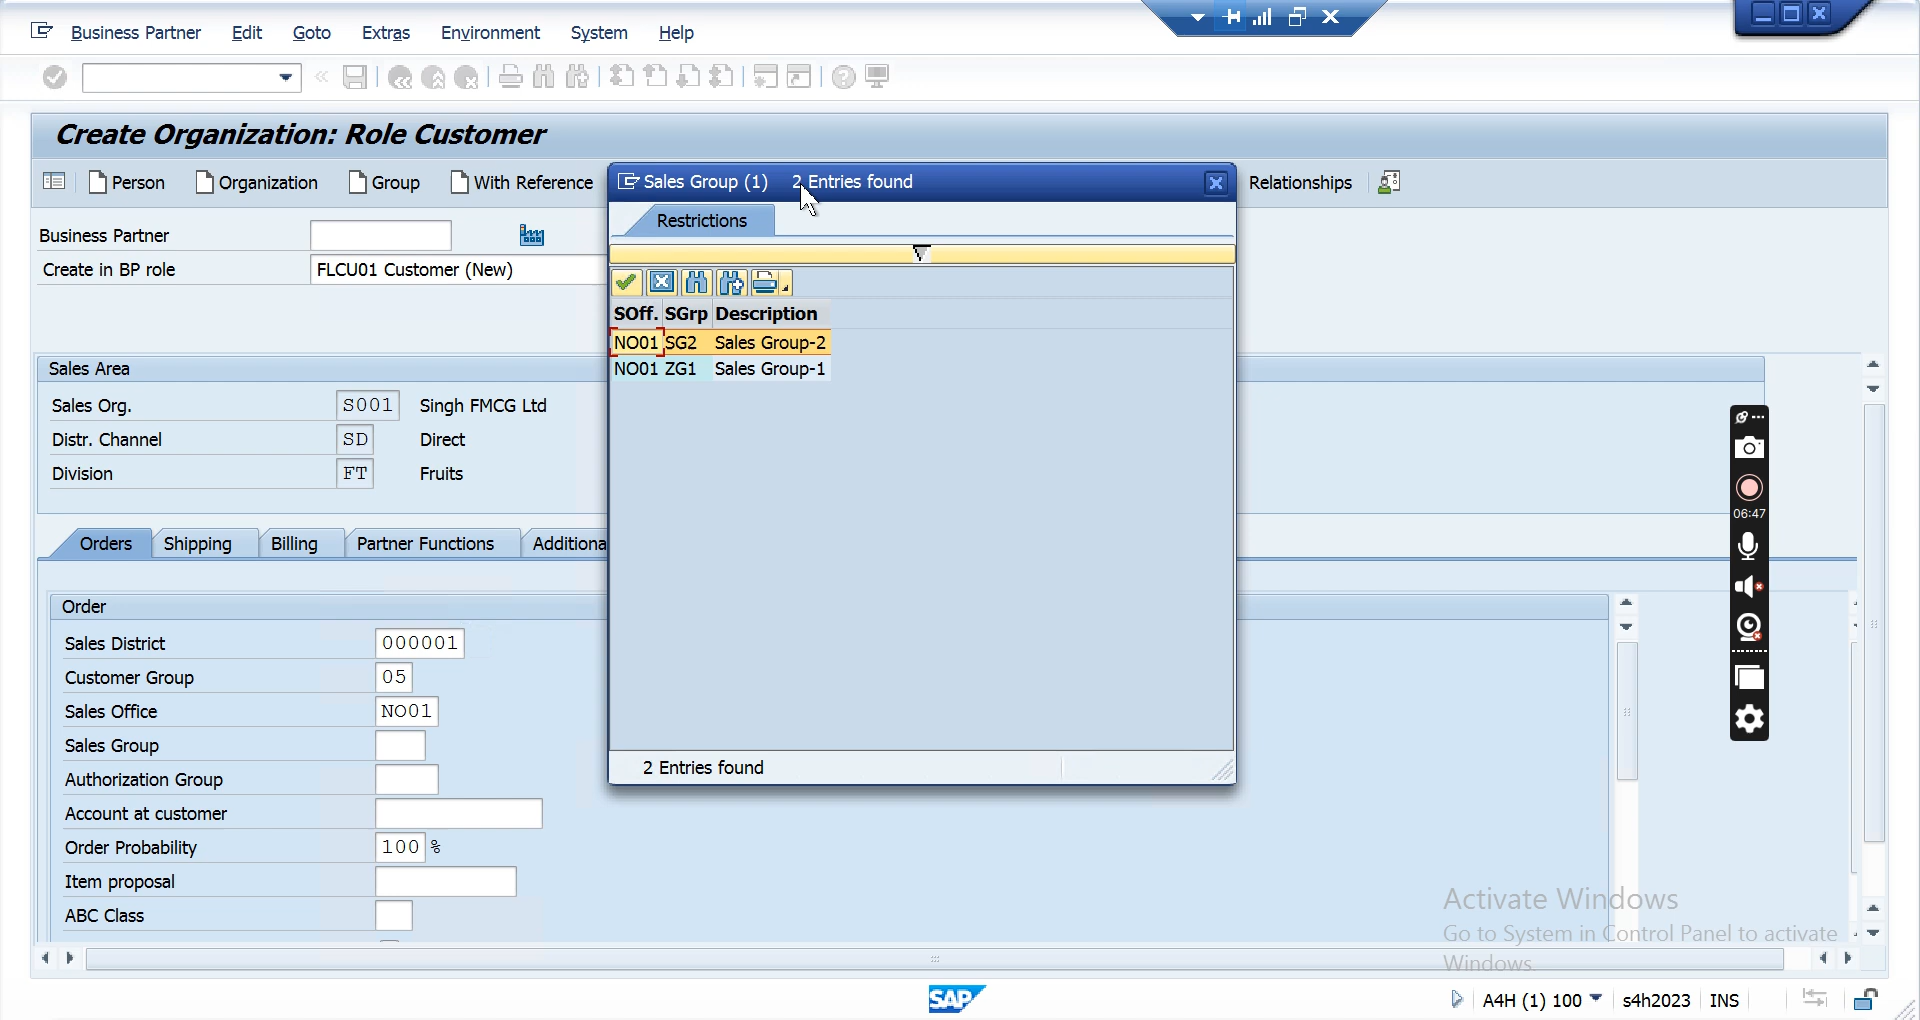 Business Partner Edit Goto Extras Environment System Help
Create Organization: Role Customer
Person Organization Group With Reference Relationships
Business Partner
Create in BP role FLCU01 Customer (New)
Sales Group (1) 2 Entries found
Restrictions
SOff. SGrp Description
NO01 SG2 Sales Group-2
NO01 ZG1 Sales Group-1
2 Entries found
Sales Area
Sales Org. S001 Singh FMCG Ltd
Distr. Channel SD Direct
Division FT Fruits
Orders Shipping Billing Partner Functions Additiona
Order
Sales District 000001
Customer Group 05
Sales Office NO01
Sales Group
Authorization Group
Account at customer
Order Probability 100 %
Item proposal
ABC Class
06:47
Activate Windows
Go to System in Control Panel to activate
Windows.
SAP A4H (1) 100 s4h2023 INS